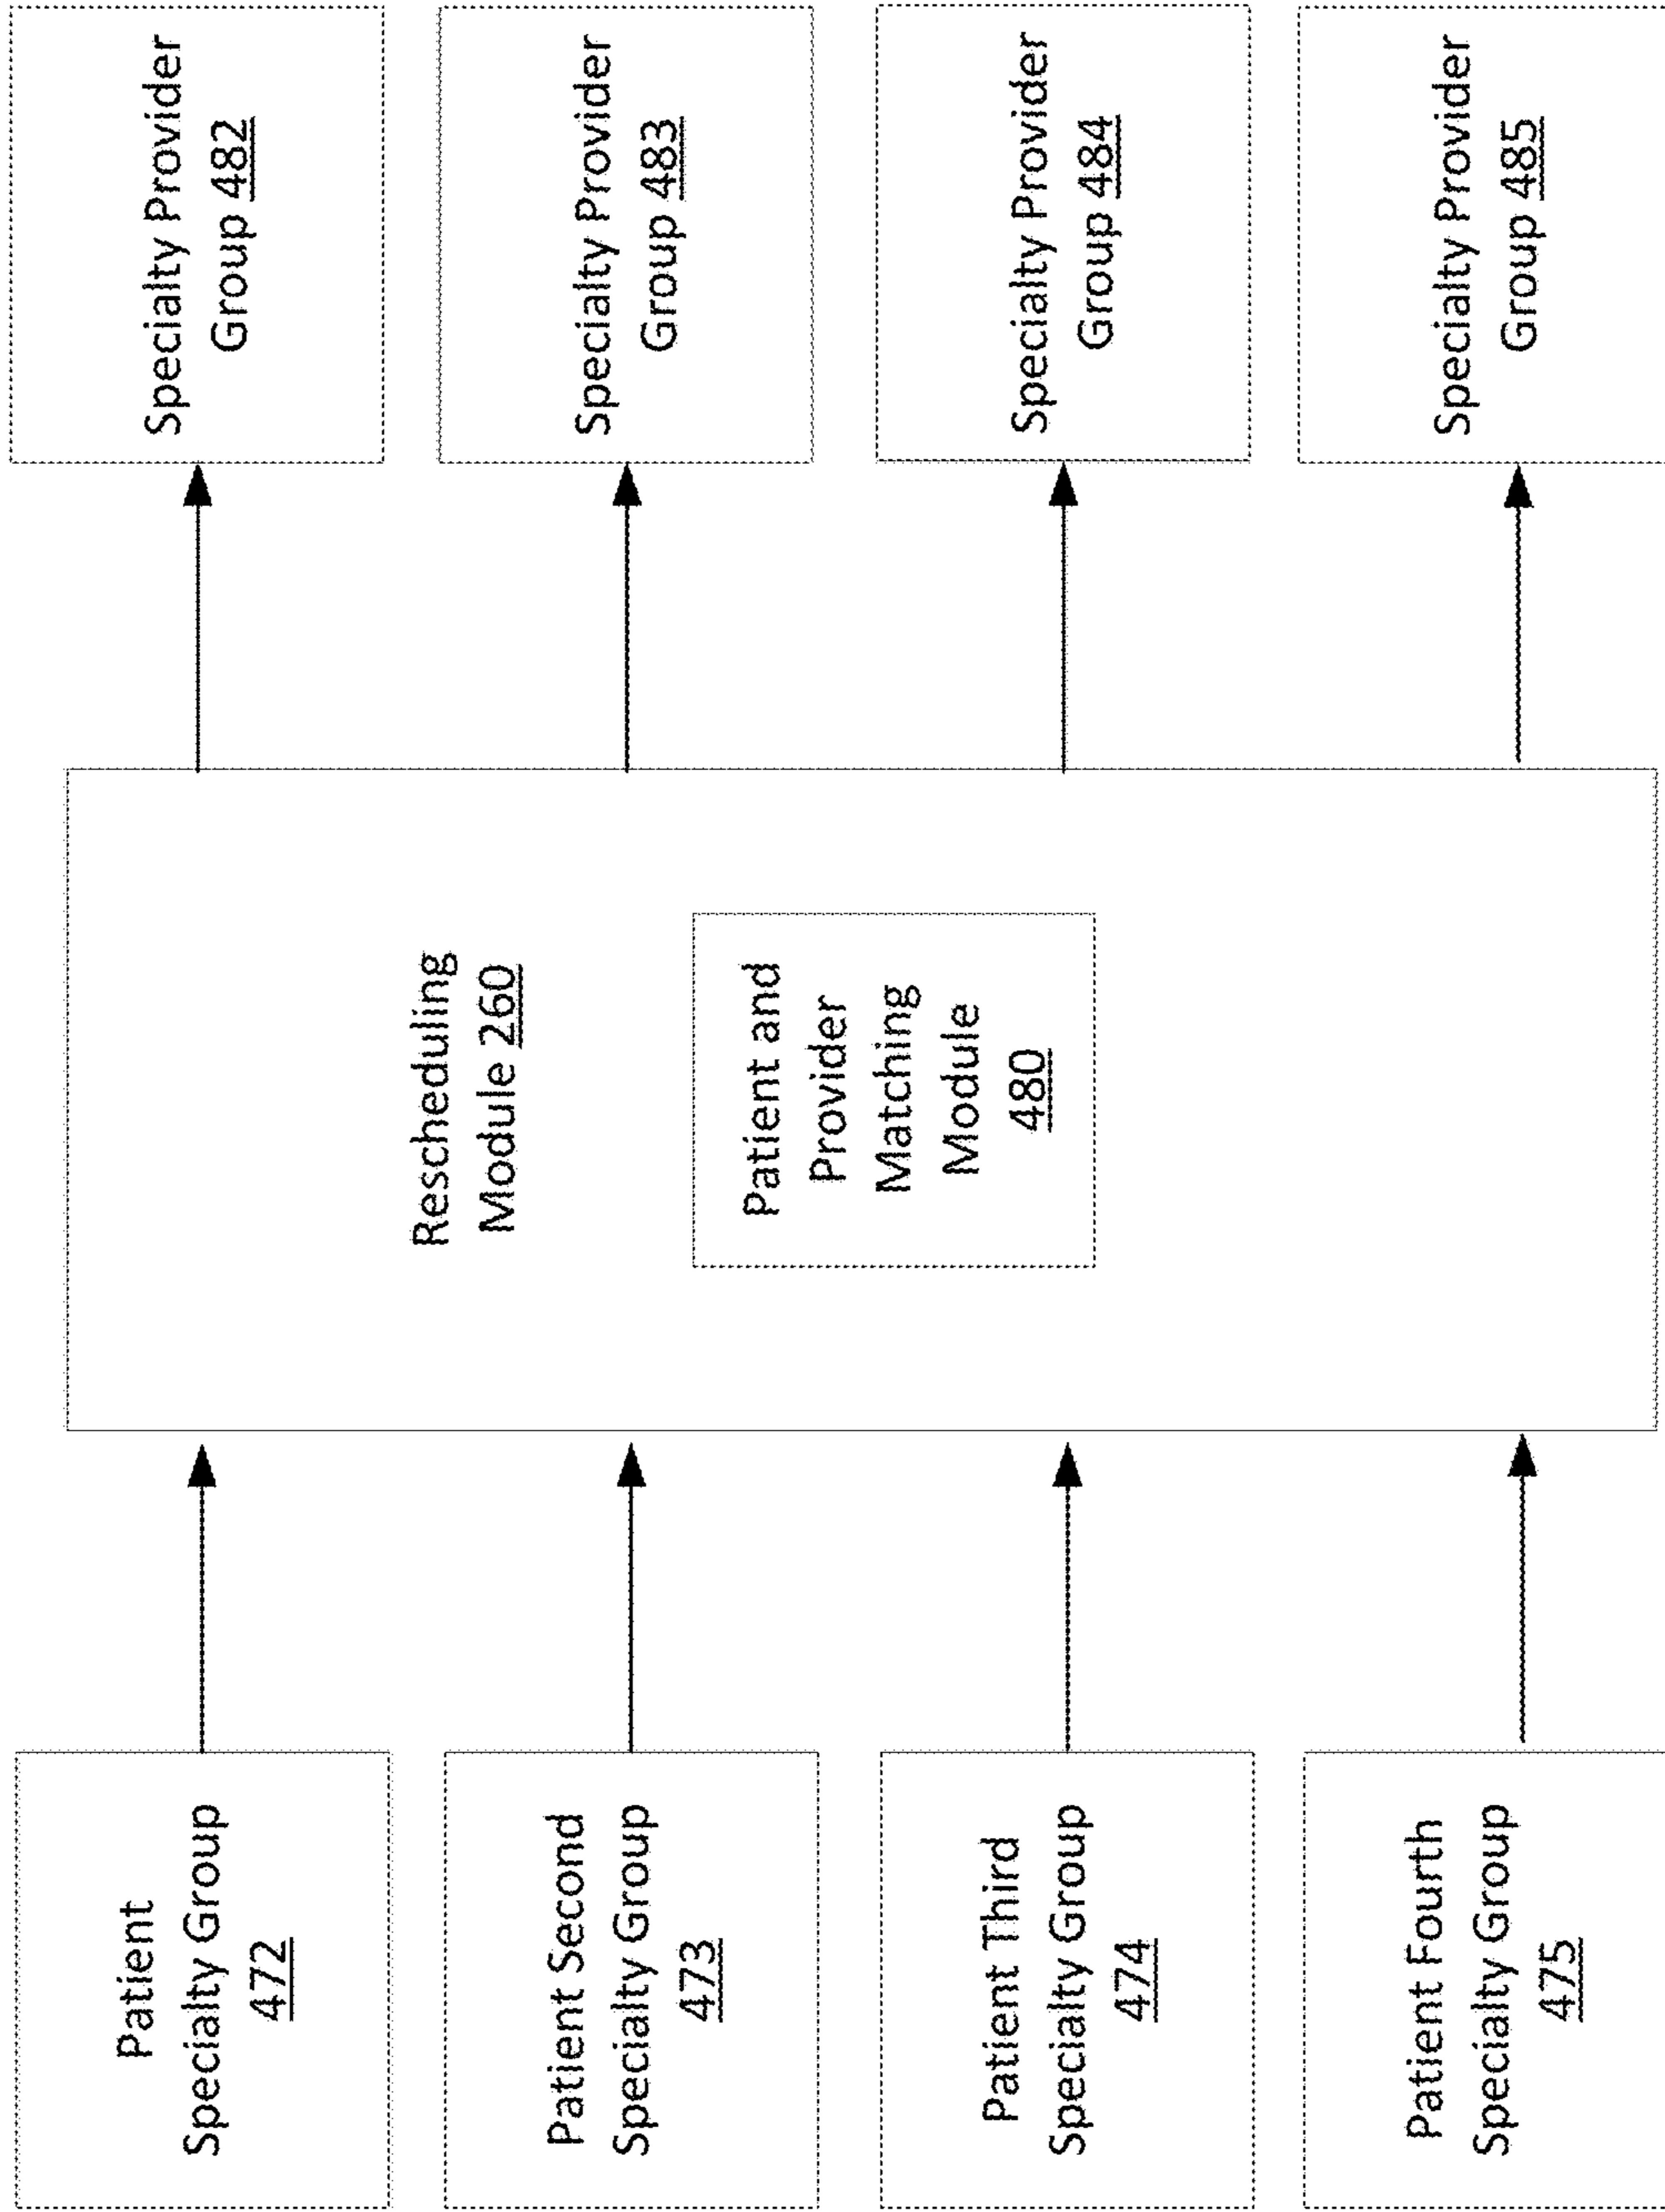 Patient
Specialty Group
472
Patient Second
Specialty Group
473
Patient Third
Specialty Group
474
Patient Fourth
Specialty Group
475
Rescheduling
Module 260
Patient and
Provider
Matching
Module
480
Specialty Provider
Group 482
Specialty Provider
Group 483
Specialty Provider
Group 484
Specialty Provider
Group 485